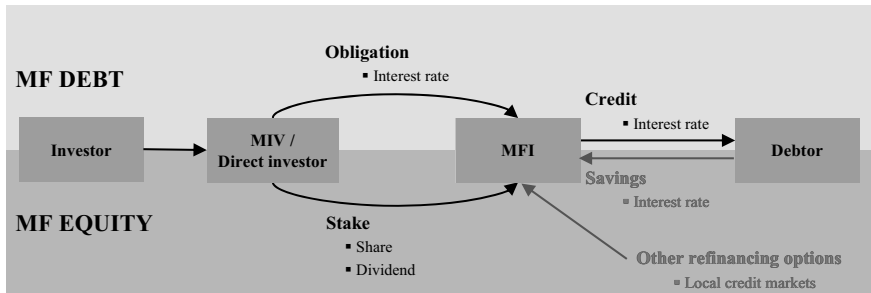 Obligation
▪ Interest rate
MF DEBT
Credit
▪ Interest rate
Investor
MIV /
Direct investor
MFI
Debtor
Savings
▪ Interest rate
MF EQUITY
Stake
▪ Share
▪ Dividend
Other refinancing options
▪ Local credit markets